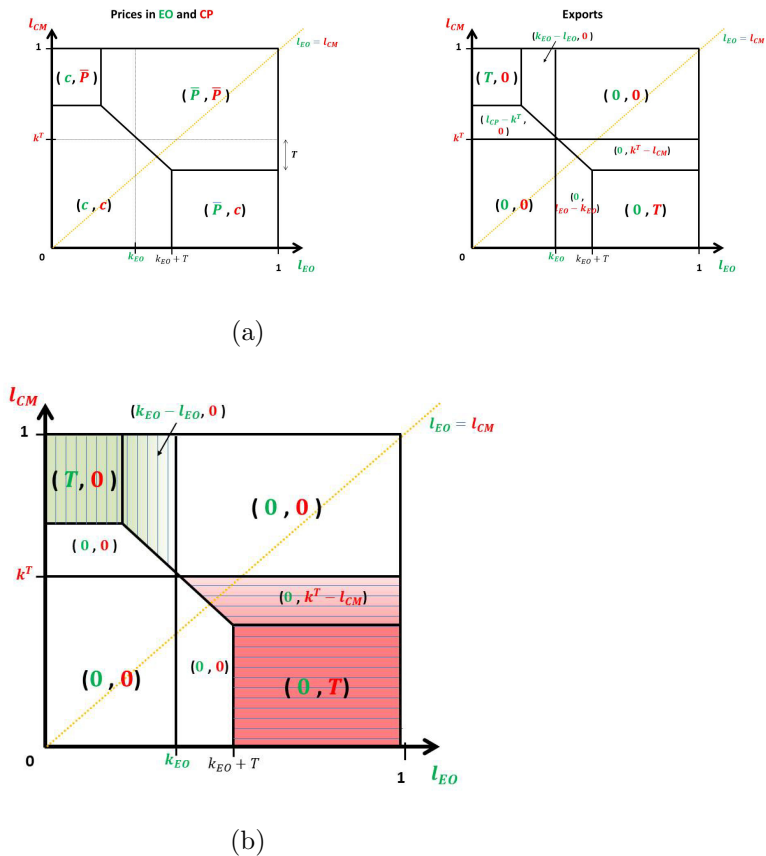 Prices in EO and CP
l_CM
1
l_EO = l_CM
(c, P̅)
(P̅ , P̅)
k^T
T
(c , c)
(P̅ , c)
0
k_EO
k_EO + T
1
l_EO
Exports
l_CM
(k_EO − l_EO, 0)
1
l_EO = l_CM
(T, 0)
(0 , 0)
(l_CP − k^T ,
0)
k^T
(0, k^T − l_CM)
(0 , 0)
(0 ,
l_EO − k_EO)
(0 , T)
0
k_EO
k_EO + T
1
l_EO
(a)
l_CM
(k_EO − l_EO, 0)
1
l_EO = l_CM
( T, 0)
( 0 , 0 )
( 0 , 0 )
k^T
(0 , k^T − l_CM)
(0 , 0)
( 0 , 0 )
( 0 , T)
0
k_EO
k_EO + T
1
l_EO
(b)